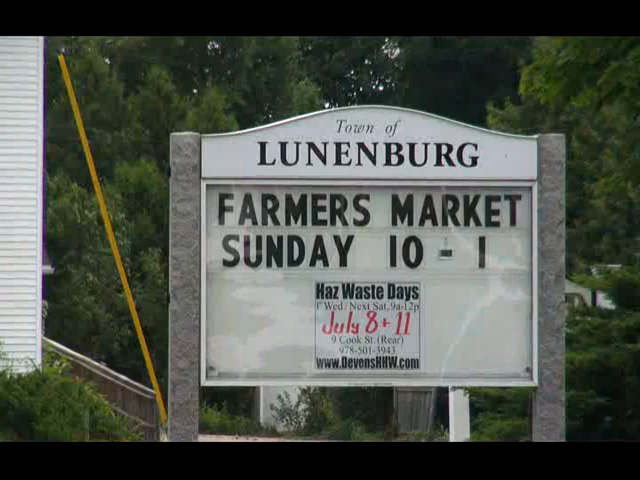 Town of
LUNENBURG
FARMERS MARKET
SUNDAY 10 - 1
Haz Waste Days
1st Wed/Next Sat, 9a-12p
July 8+11
9 Cook St. (Rear)
978-501-3943
www.DevensHHW.com